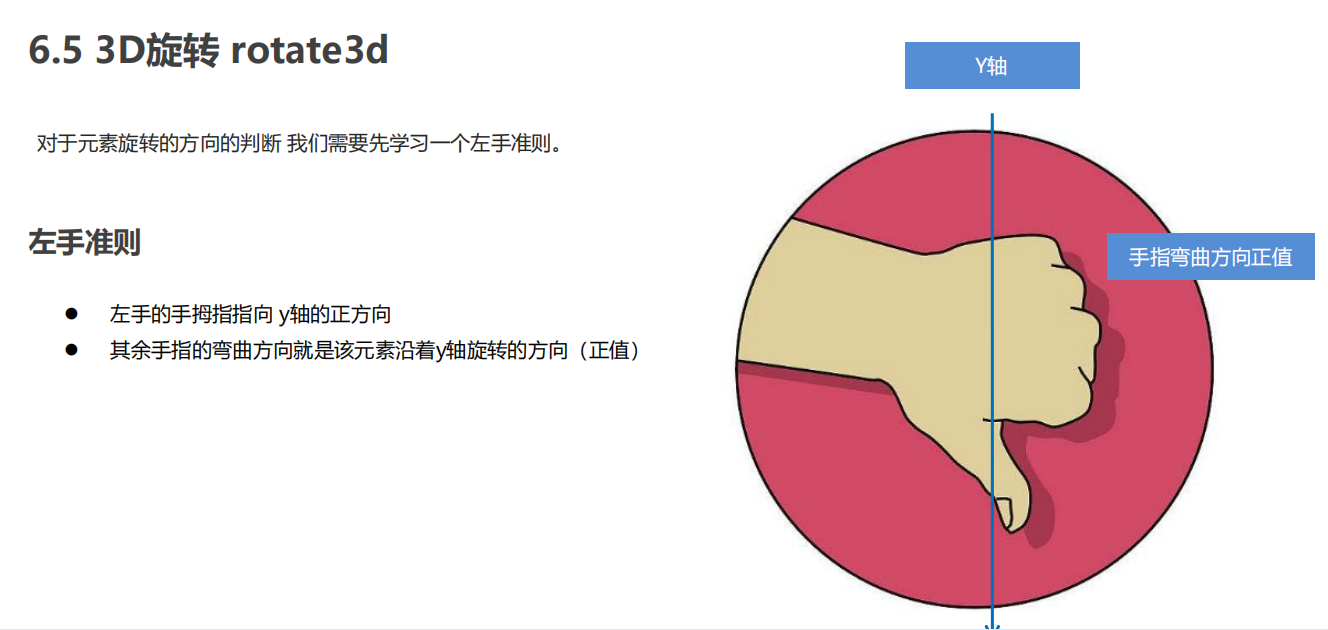 6.5 3D旋转 rotate3d
Y轴
对于元素旋转的方向的判断 我们需要先学习一个左手准则。
左手准则
手指弯曲方向正值
● 左手的手拇指指向 y轴的正方向
● 其余手指的弯曲方向就是该元素沿着y轴旋转的方向（正值）